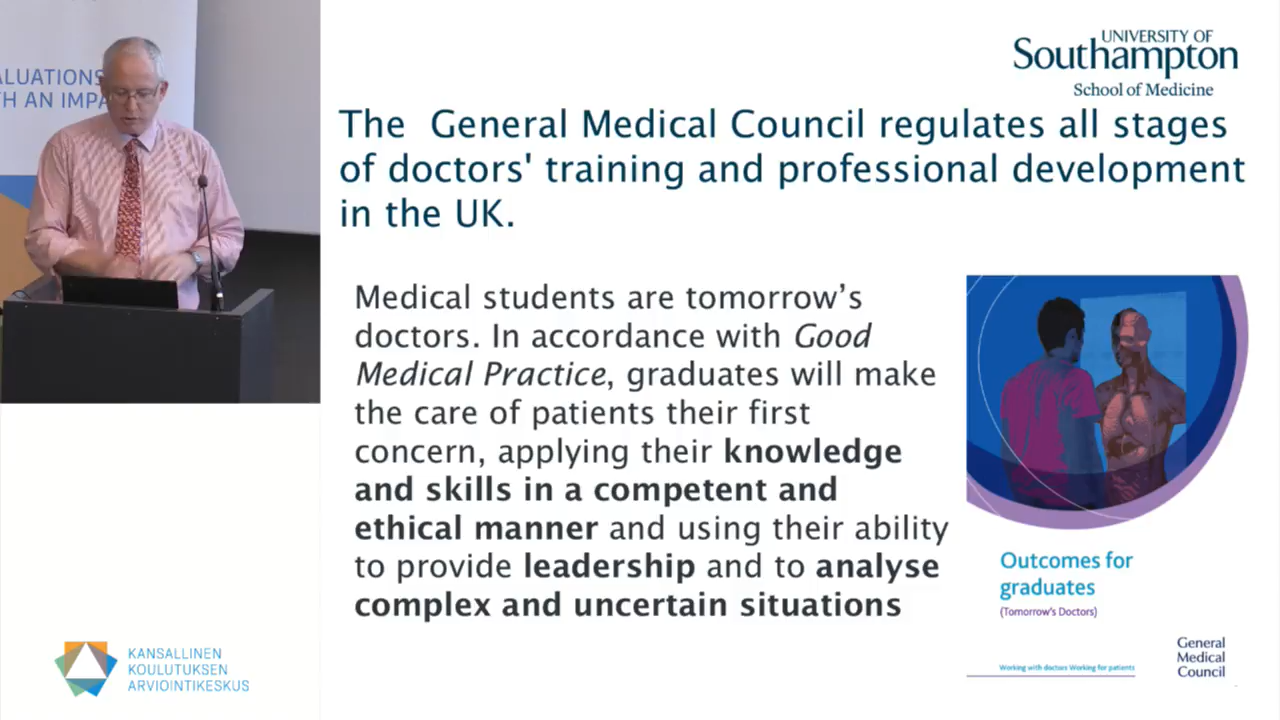 ALUATIONS
TH AN IMPA
UNIVERSITY OF
Southampton
School of Medicine
The General Medical Council regulates all stages
of doctors' training and professional development
in the UK.
Medical students are tomorrow’s
doctors. In accordance with Good
Medical Practice, graduates will make
the care of patients their first
concern, applying their knowledge
and skills in a competent and
ethical manner and using their ability
to provide leadership and to analyse
complex and uncertain situations
Outcomes for
graduates
(Tomorrow's Doctors)
Working with doctors Working for patients
General
Medical
Council
KANSALLINEN
KOULUTUKSEN
ARVIOINTIKESKUS